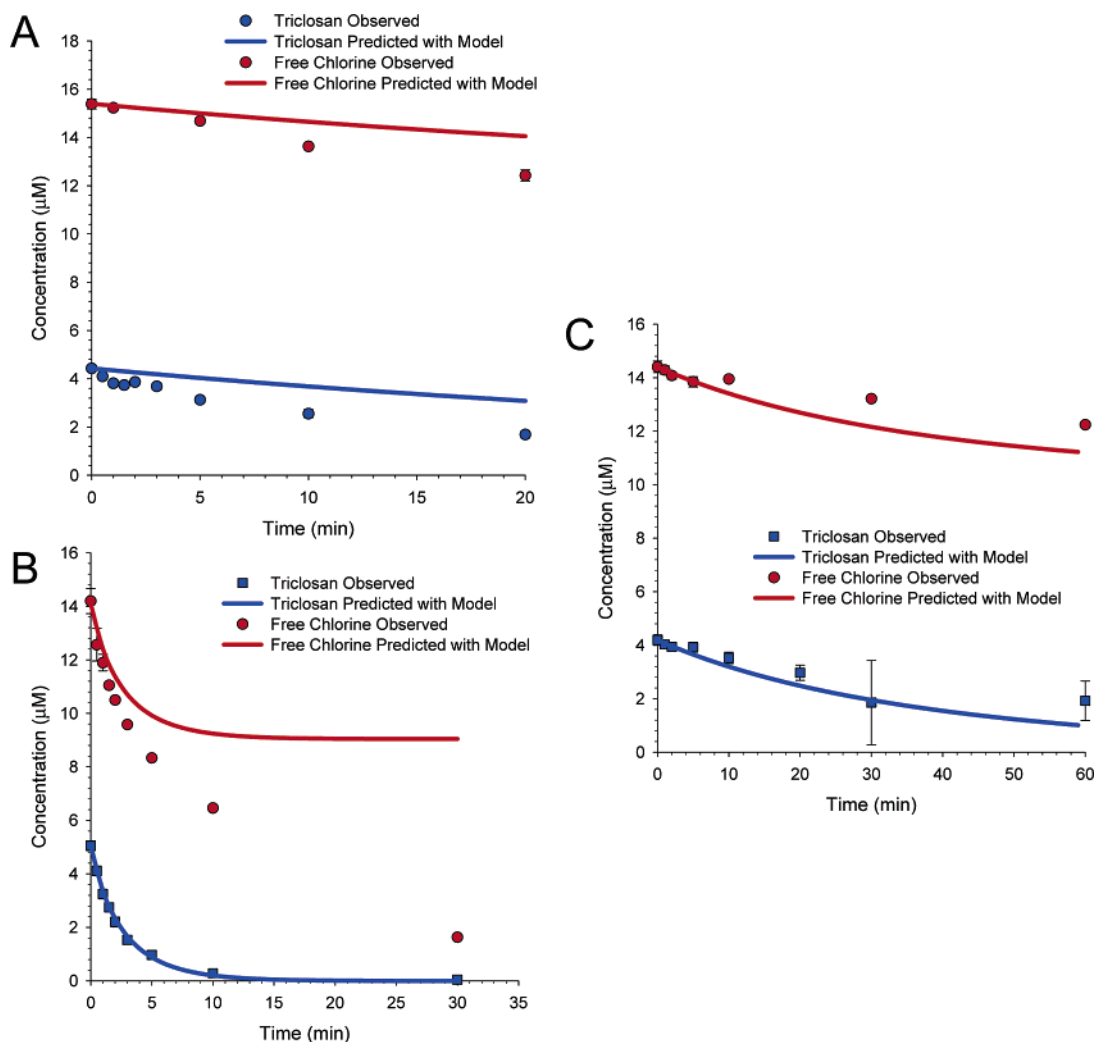 A
Triclosan Observed
Triclosan Predicted with Model
Free Chlorine Observed
Free Chlorine Predicted with Model
Concentration (μM)
18
16
14
12
10
8
6
4
2
0
0 5 10 15 20
Time (min)
B
Triclosan Observed
Triclosan Predicted with Model
Free Chlorine Observed
Free Chlorine Predicted with Model
Concentration (μM)
16
14
12
10
8
6
4
2
0
0 5 10 15 20 25 30 35
Time (min)
C
Triclosan Observed
Triclosan Predicted with Model
Free Chlorine Observed
Free Chlorine Predicted with Model
Concentration (μM)
16
14
12
10
8
6
4
2
0
0 10 20 30 40 50 60
Time (min)